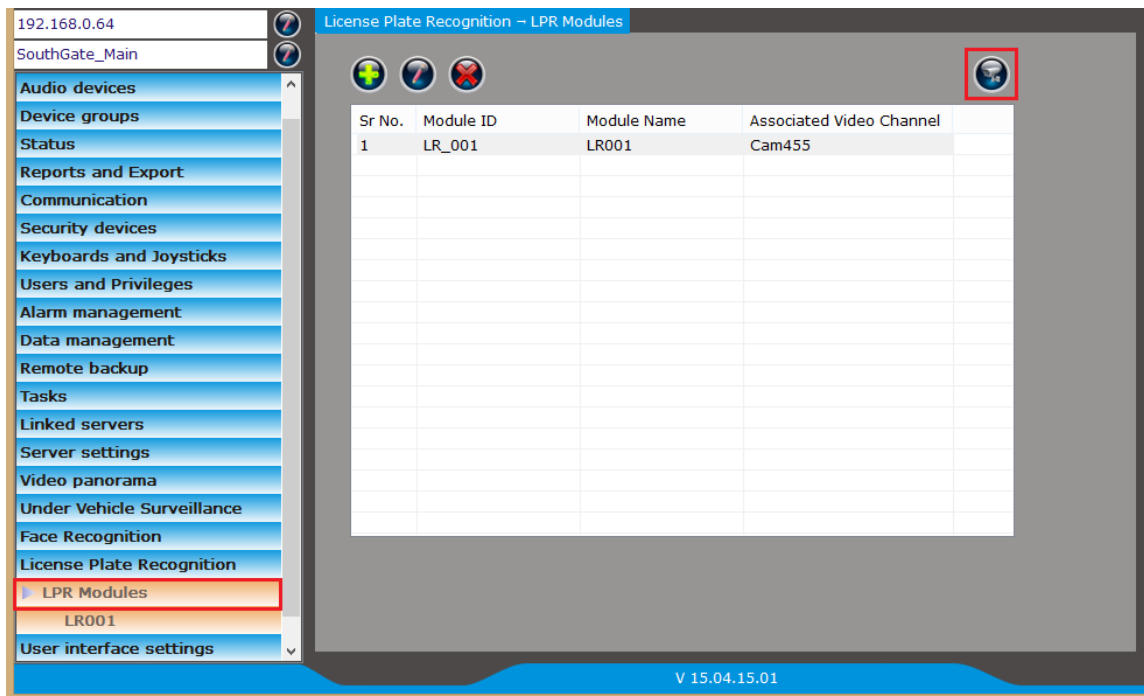 192.168.0.64
SouthGate_Main
Audio devices
Device groups
Status
Reports and Export
Communication
Security devices
Keyboards and Joysticks
Users and Privileges
Alarm management
Data management
Remote backup
Tasks
Linked servers
Server settings
Video panorama
Under Vehicle Surveillance
Face Recognition
License Plate Recognition
LPR Modules
LR001
User interface settings
License Plate Recognition → LPR Modules
Sr No. Module ID Module Name Associated Video Channel
1 LR_001 LR001 Cam455
V 15.04.15.01